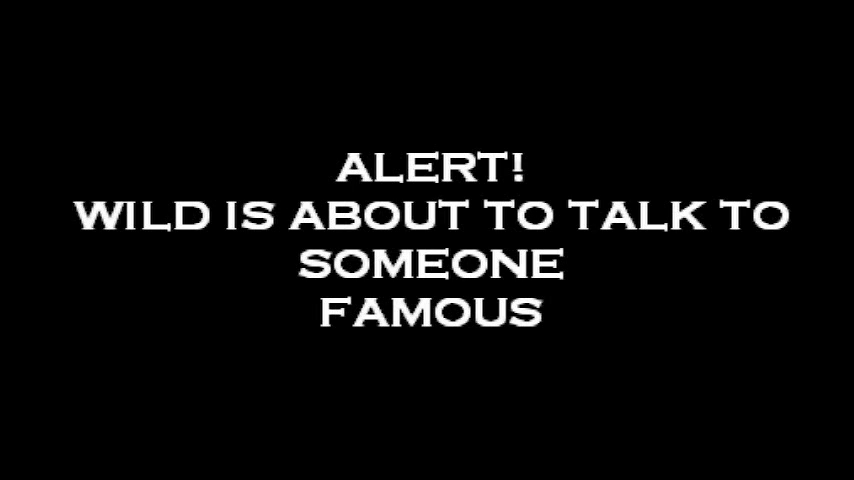 ALERT!
WILD IS ABOUT TO TALK TO
SOMEONE
FAMOUS